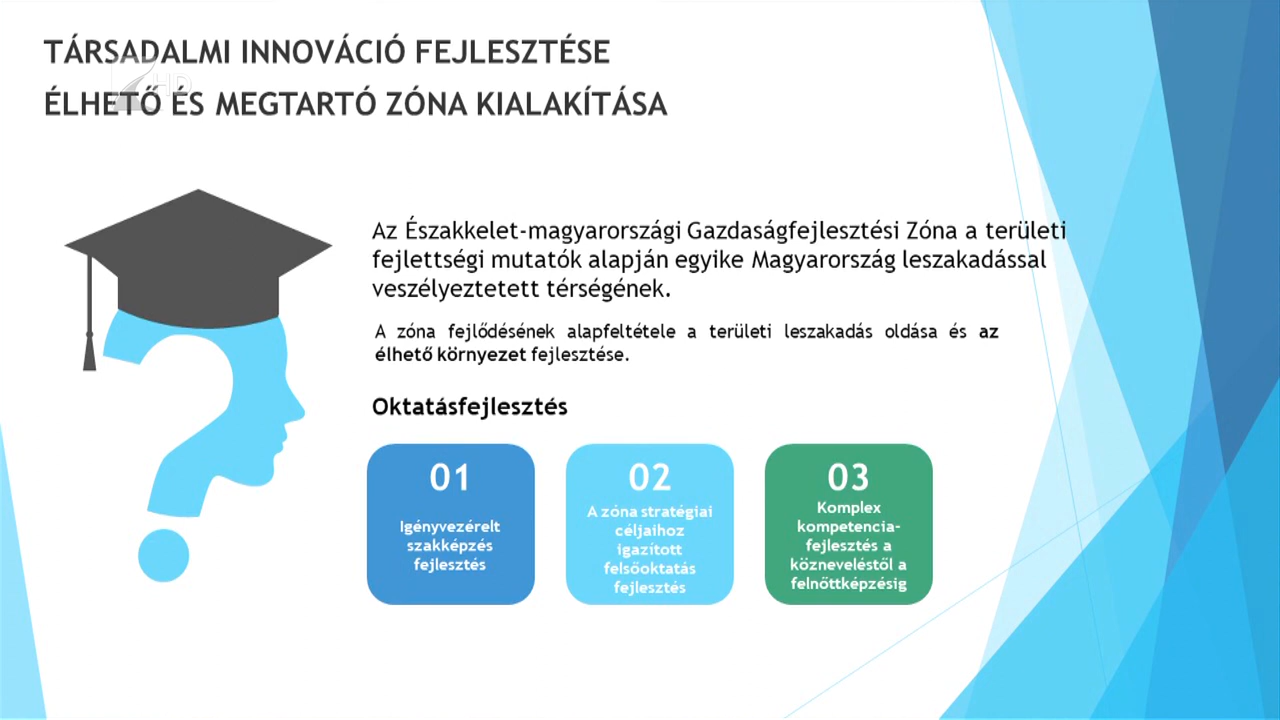 TÁRSADALMI INNOVÁCIÓ FEJLESZTÉSE
ÉLHETŐ ÉS MEGTARTÓ ZÓNA KIALAKÍTÁSA
HD
Az Északkelet-magyarországi Gazdaságfejlesztési Zóna a területi
fejlettségi mutatók alapján egyike Magyarország leszakadással
veszélyeztetett térségének.
A zóna fejlődésének alapfeltétele a területi leszakadás oldása és az
élhető környezet fejlesztése.
Oktatásfejlesztés
01
Igényvezérelt
szakképzés
fejlesztés
02
A zóna stratégiai
céljaihoz
igazított
felsőoktatás
fejlesztés
03
Komplex
kompetencia-
fejlesztés a
közneveléstől a
felnőttképzésig